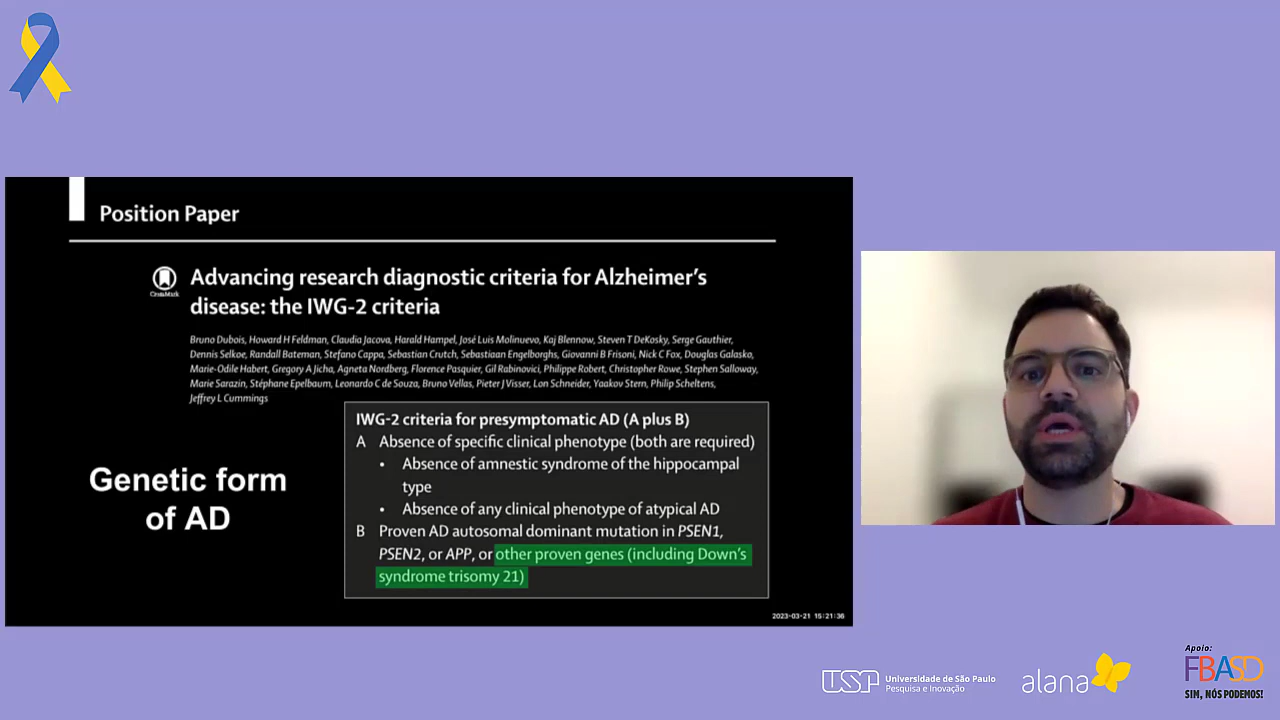 Position Paper
CrossMark
Advancing research diagnostic criteria for Alzheimer's
disease: the IWG-2 criteria
Bruno Dubois, Howard H Feldman, Claudia Jacova, Harald Hampel, José Luis Molinuevo, Kaj Blennow, Steven T DeKosky, Serge Gauthier,
Dennis Selkoe, Randall Bateman, Stefano Cappa, Sebastian Crutch, Sebastiaan Engelborghs, Giovanni B Frisoni, Nick C Fox, Douglas Galasko,
Marie-Odile Habert, Gregory A Jicha, Agneta Nordberg, Florence Pasquier, Gil Rabinovici, Philippe Robert, Christopher Rowe, Stephen Salloway,
Marie Sarazin, Stéphane Epelbaum, Leonardo C de Souza, Bruno Vellas, Pieter J Visser, Lon Schneider, Yaakov Stern, Philip Scheltens,
Jeffrey L Cummings
Genetic form
of AD
IWG-2 criteria for presymptomatic AD (A plus B)
A Absence of specific clinical phenotype (both are required)
• Absence of amnestic syndrome of the hippocampal
type
• Absence of any clinical phenotype of atypical AD
B Proven AD autosomal dominant mutation in PSEN1,
PSEN2, or APP, or other proven genes (including Down's
syndrome trisomy 21)
2023-03-21 15:21:36
USP Universidade de São Paulo
Pesquisa e Inovação
alana
Apoio:
FBASD
SIM, NÓS PODEMOS!